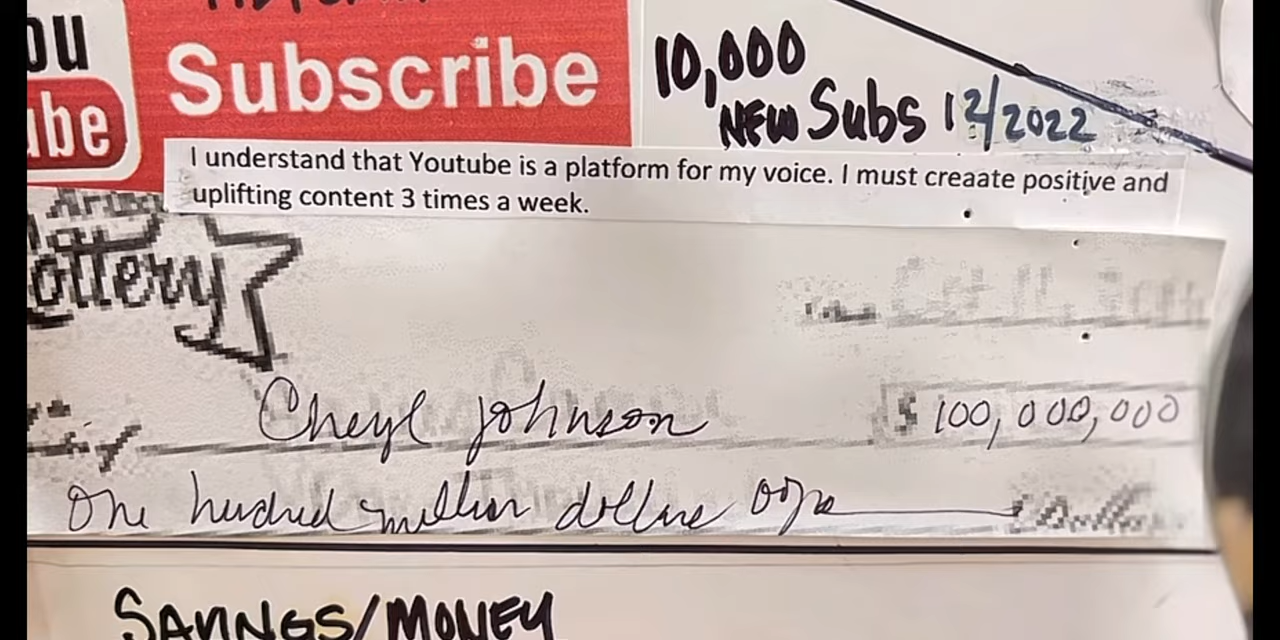 ou
Subscribe
ube
10,000
NEW Subs 12/2022
I understand that Youtube is a platform for my voice. I must creaate positive and
uplifting content 3 times a week.
ottery
Cheryl Johnson
$ 100,000,000
One hundred million dollars
SAVINGS/MONEY